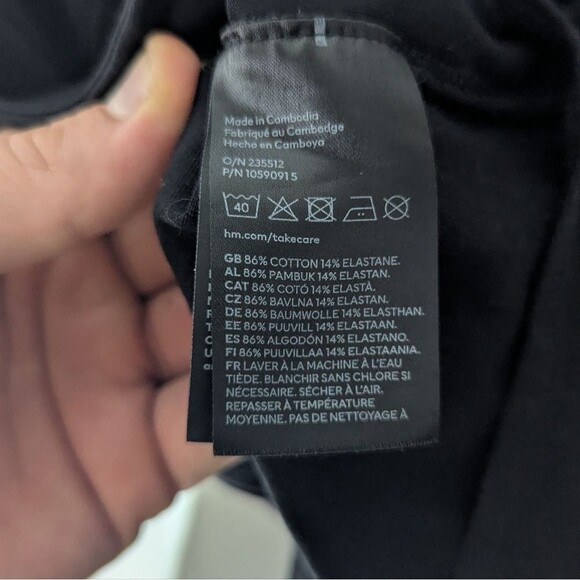 Made in Cambodia
Fabriqué au Cambodge
Hecho en Camboya
O/N 235512
P/N 1059091 5
40
hm.com/takecare
GB 86% COTTON 14% ELASTANE.
AL 86% PAMBUK 14% ELASTAN.
CAT 86% COTÓ 14% ELASTÀ.
CZ 86% BAVLNA 14% ELASTAN.
DE 86% BAUMWOLLE 14% ELASTHAN.
EE 86% PUUVILL 14% ELASTAAN.
ES 86% ALGODÓN 14% ELASTANO.
FI 86% PUUVILLAA 14% ELASTAANIA.
FR LAVER À LA MACHINE À L'EAU
TIÈDE. BLANCHIR SANS CHLORE SI
NÉCESSAIRE. SÉCHER À L'AIR.
REPASSER À TEMPÉRATURE
MOYENNE. PAS DE NETTOYAGE À